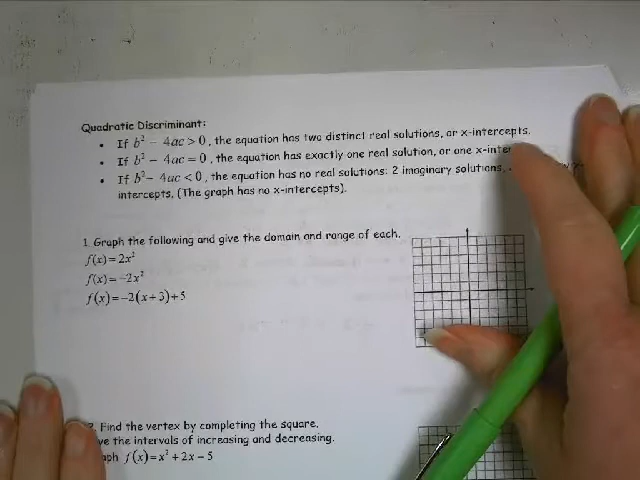 Quadratic Discriminant:
• If b² − 4ac > 0, the equation has two distinct real solutions, or x-intercepts.
• If b² − 4ac = 0, the equation has exactly one real solution, or one
• If b² − 4ac < 0, the equation has no real solutions: 2 imaginary solutions,
intercepts. (The graph has no x-intercepts).
1. Graph the following and give the domain and range of each.
f(x) = 2x²
f(x) = −2x²
f(x) = −2(x+3)+5
Find the vertex by completing the square.
the intervals of increasing and decreasing.
f(x) = x² + 2x − 5